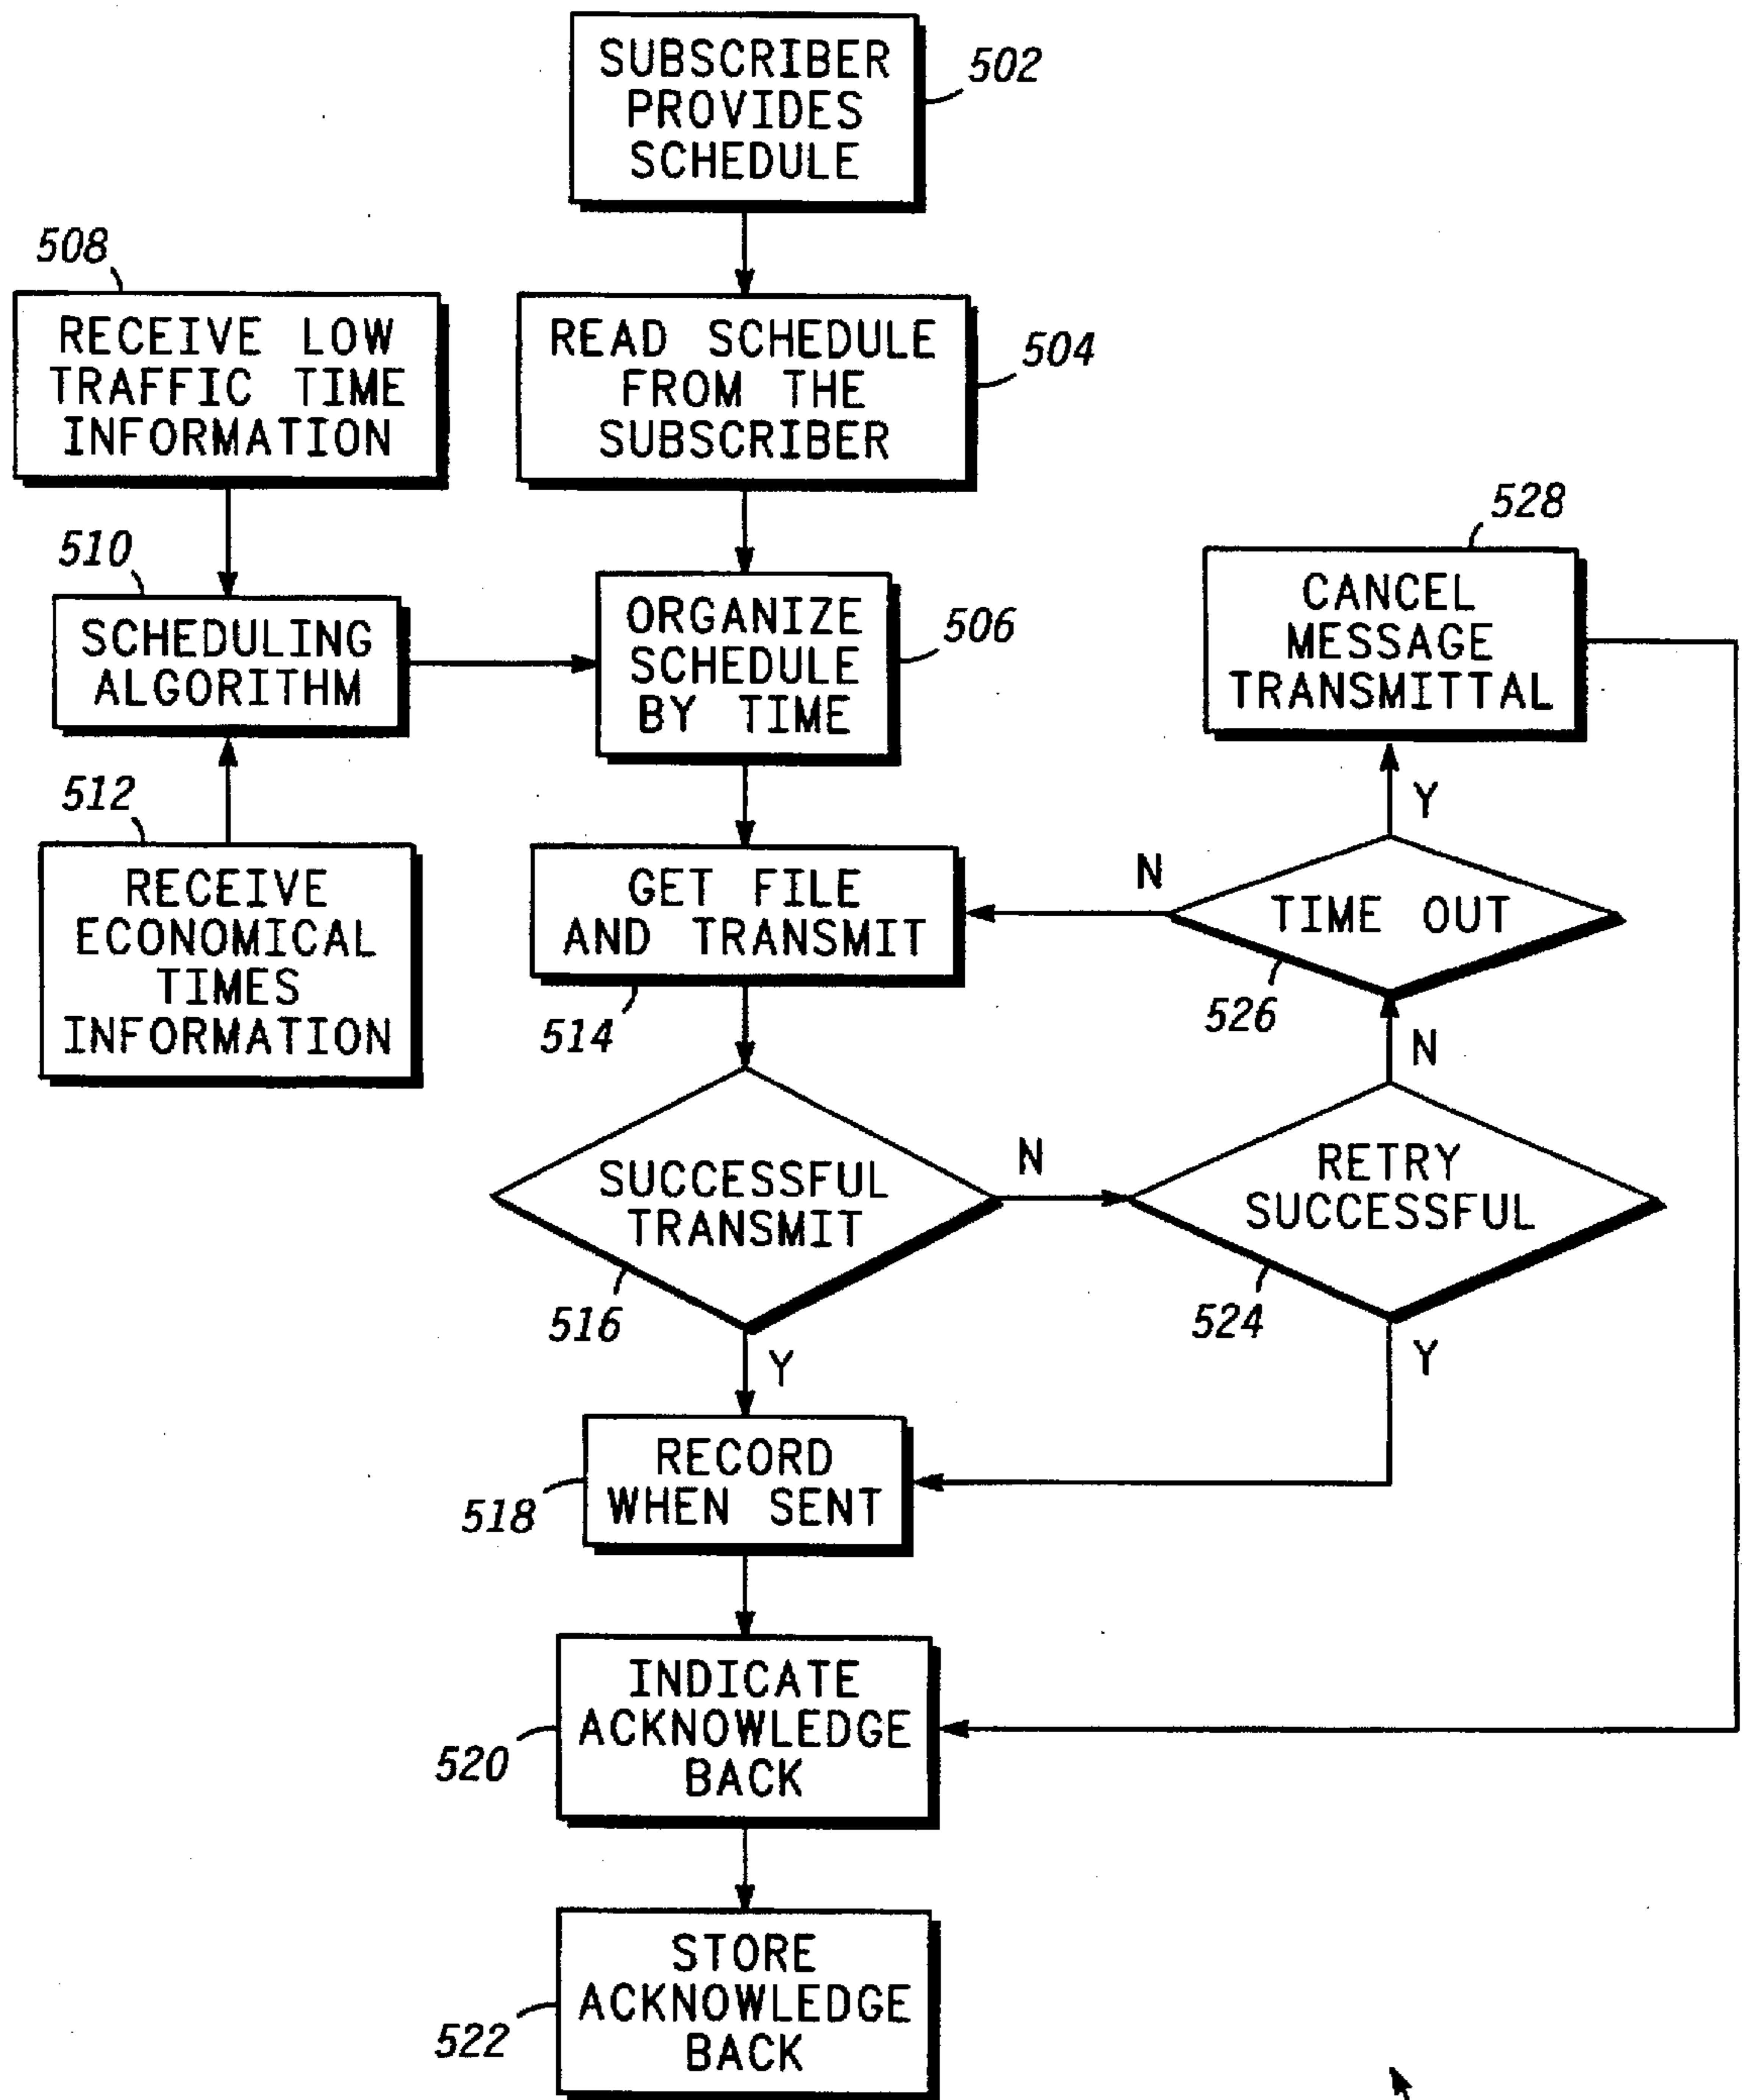 SUBSCRIBER
PROVIDES
SCHEDULE
502
508
RECEIVE LOW
TRAFFIC TIME
INFORMATION
READ SCHEDULE
FROM THE
SUBSCRIBER
504
510
SCHEDULING
ALGORITHM
ORGANIZE
SCHEDULE
BY TIME
506
528
CANCEL
MESSAGE
TRANSMITTAL
Y
512
RECEIVE
ECONOMICAL
TIMES
INFORMATION
GET FILE
AND TRANSMIT
514
N
TIME OUT
526
N
SUCCESSFUL
TRANSMIT
516
N
RETRY
SUCCESSFUL
524
Y
Y
RECORD
WHEN SENT
518
INDICATE
ACKNOWLEDGE
BACK
520
STORE
ACKNOWLEDGE
BACK
522